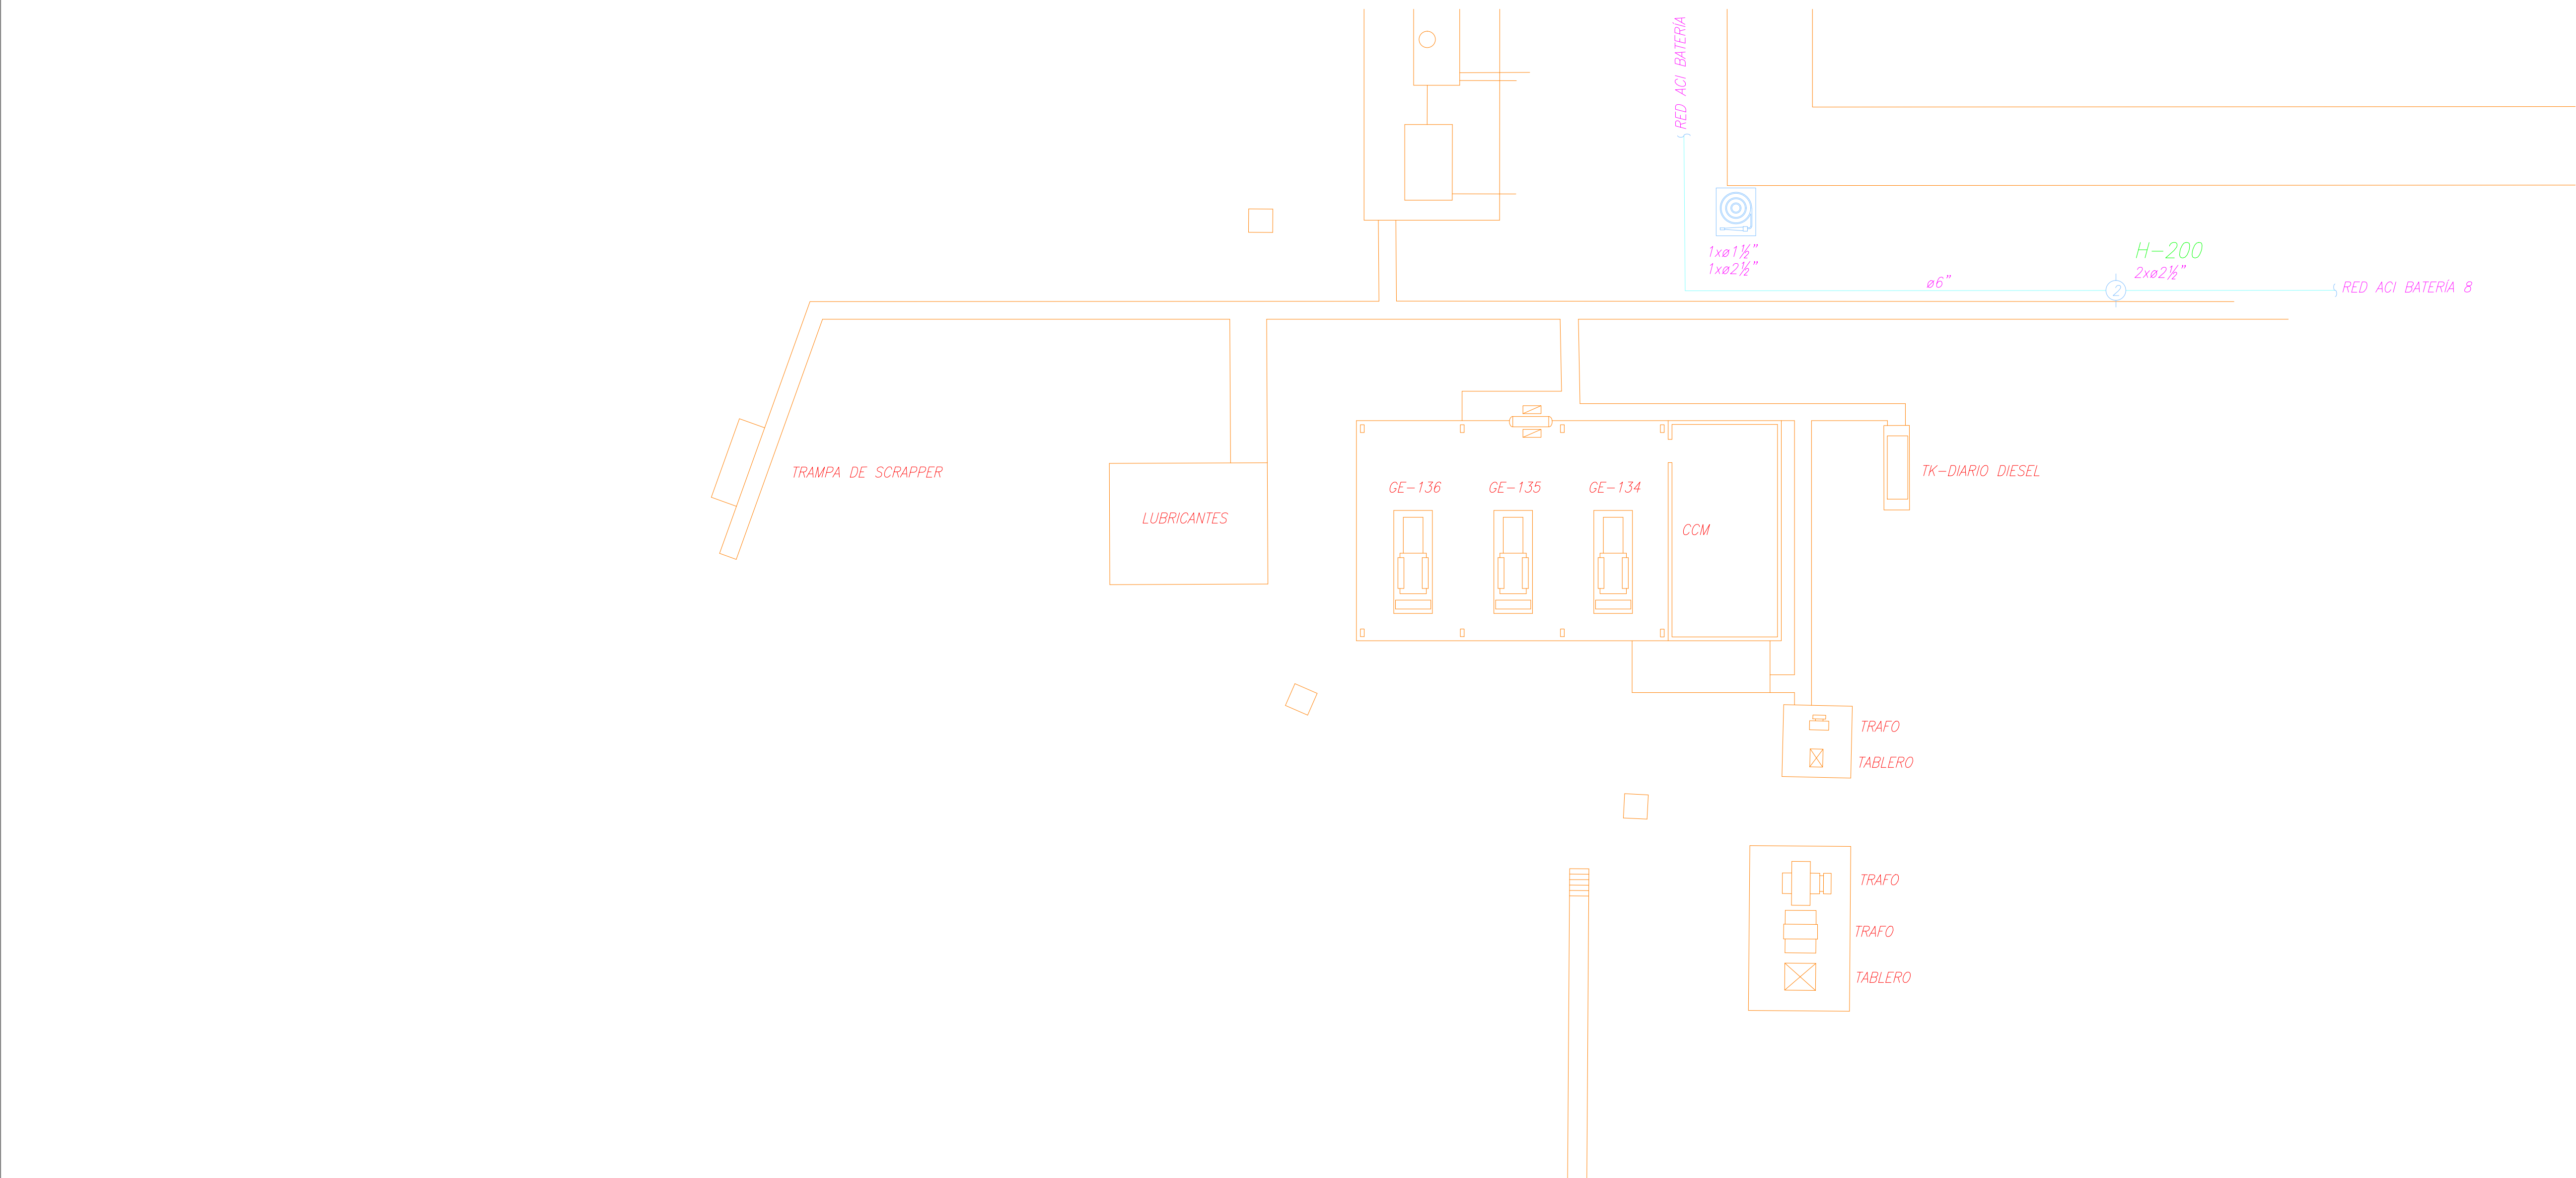 RED ACI BATERÍA
1xø1½"
1xø2½"
H-200
2xø2½"
ø6"
2
RED ACI BATERÍA 8
TRAMPA DE SCRAPPER
LUBRICANTES
GE-136
GE-135
GE-134
CCM
TK-DIARIO DIESEL
TRAFO
TABLERO
TRAFO
TRAFO
TABLERO